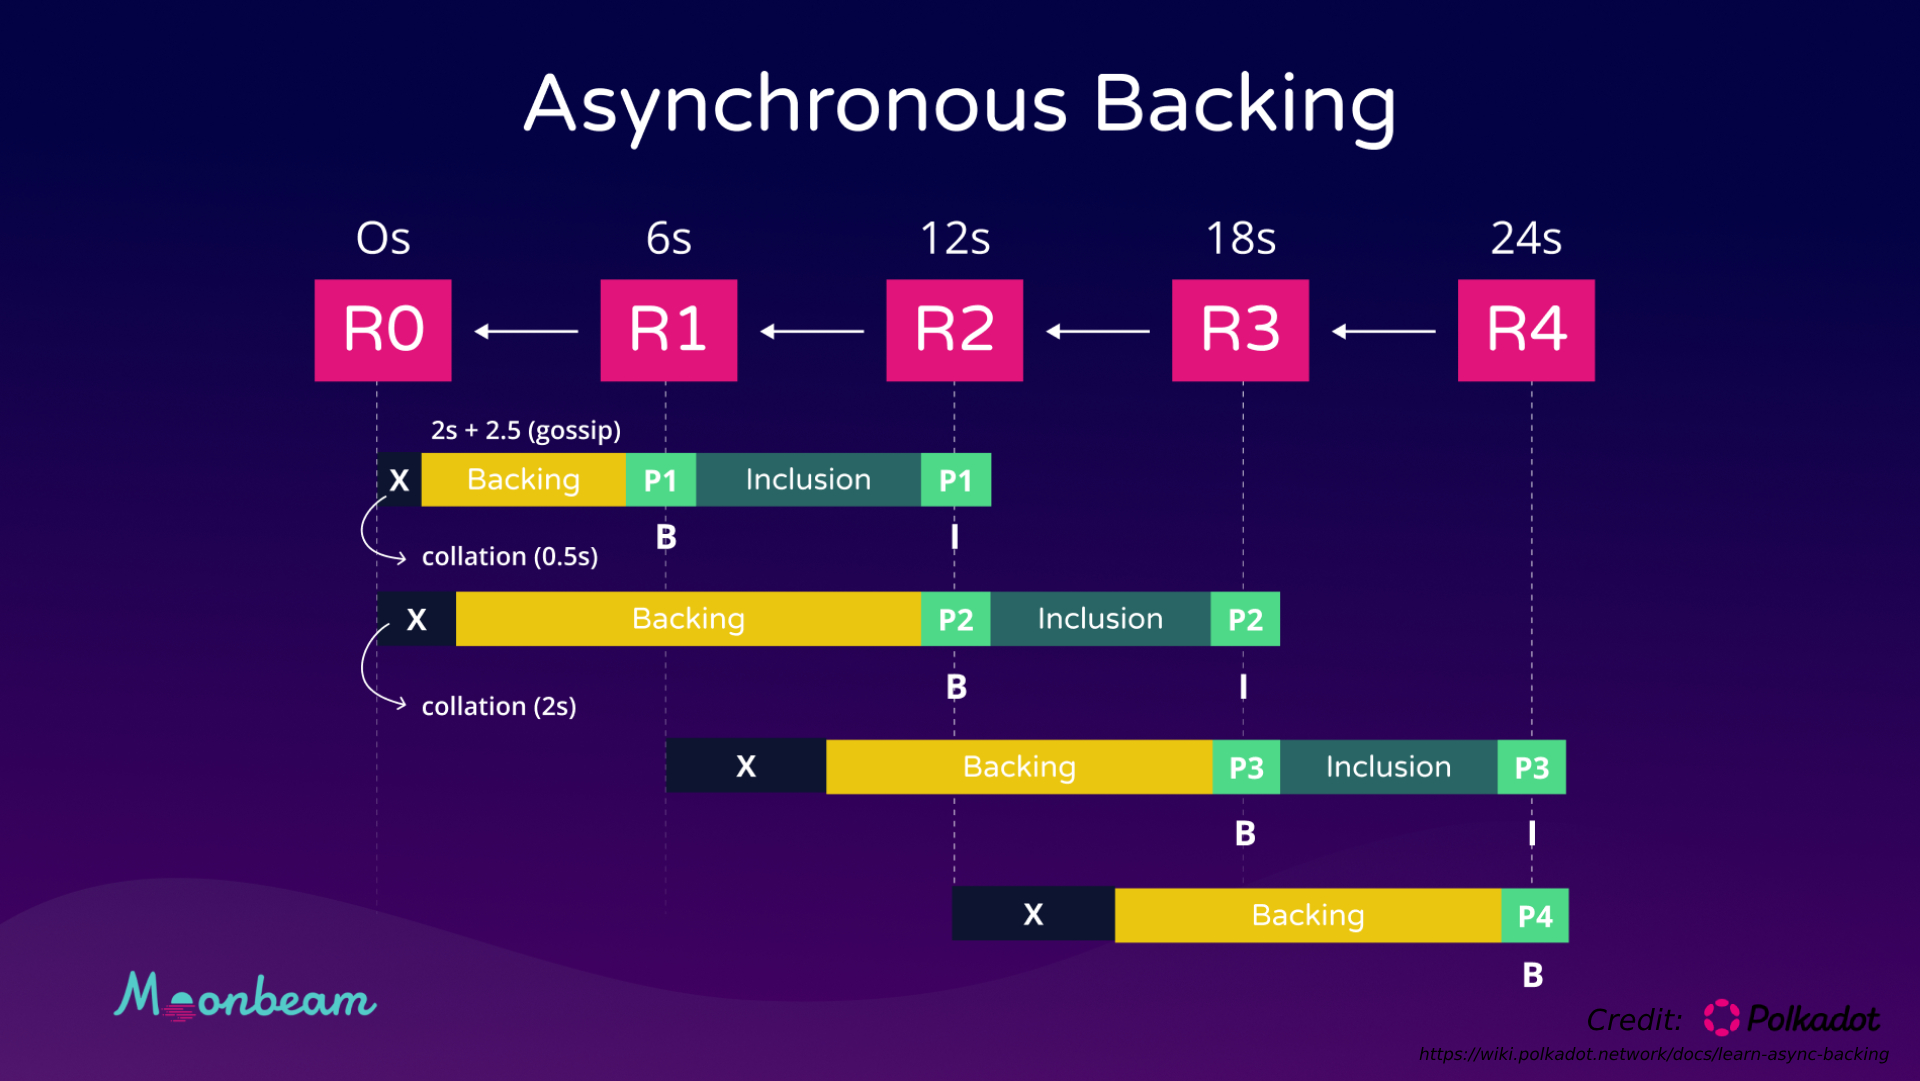 Asynchronous Backing
0s 6s 12s 18s 24s
R0 R1 R2 R3 R4
2s + 2.5 (gossip)
X Backing P1 Inclusion P1
B I
collation (0.5s)
X Backing P2 Inclusion P2
B I
collation (2s)
X Backing P3 Inclusion P3
B I
X Backing P4
B
Moonbeam
Credit: Polkadot
https://wiki.polkadot.network/docs/learn-async-backing